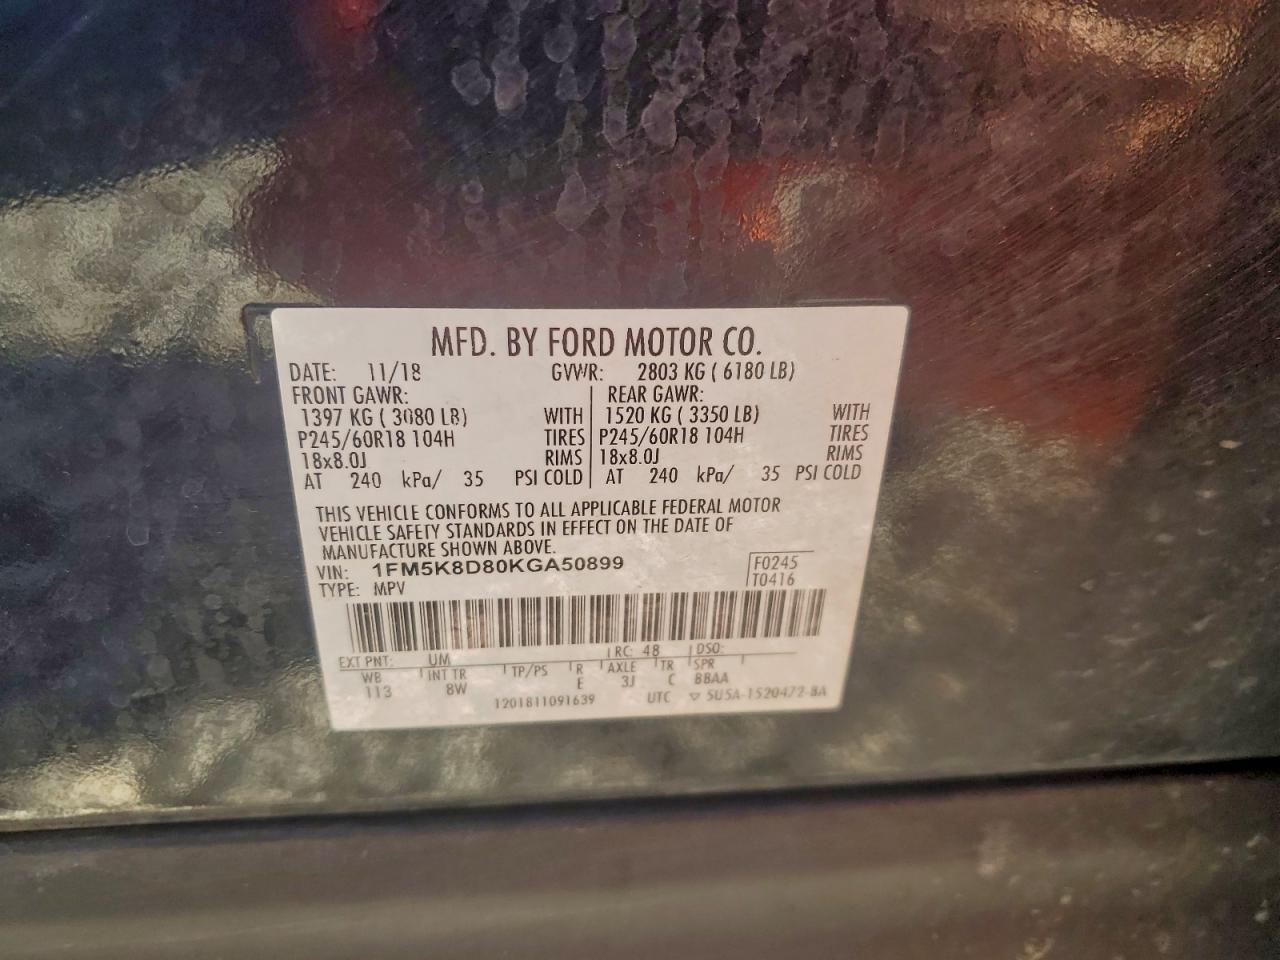 MFD. BY FORD MOTOR CO.
DATE: 11/18 GVWR: 2803 KG ( 6180 LB)
FRONT GAWR: REAR GAWR:
1397 KG ( 3080 LB) WITH 1520 KG ( 3350 LB) WITH
P245/60R18 104H TIRES P245/60R18 104H TIRES
18x8.0J RIMS 18x8.0J RIMS
AT 240 kPa/ 35 PSI COLD AT 240 kPa/ 35 PSI COLD
THIS VEHICLE CONFORMS TO ALL APPLICABLE FEDERAL MOTOR
VEHICLE SAFETY STANDARDS IN EFFECT ON THE DATE OF
MANUFACTURE SHOWN ABOVE.
VIN: 1FM5K8D80KGA50899 F0245
TYPE: MPV T0416
EXT PNT: UM RC: 48 DSO:
WB INT TR TP/PS R AXLE TR SPR
113 8W E 3J C BBAA
1201811091639 UTC ▽ 5U5A-1520472-BA